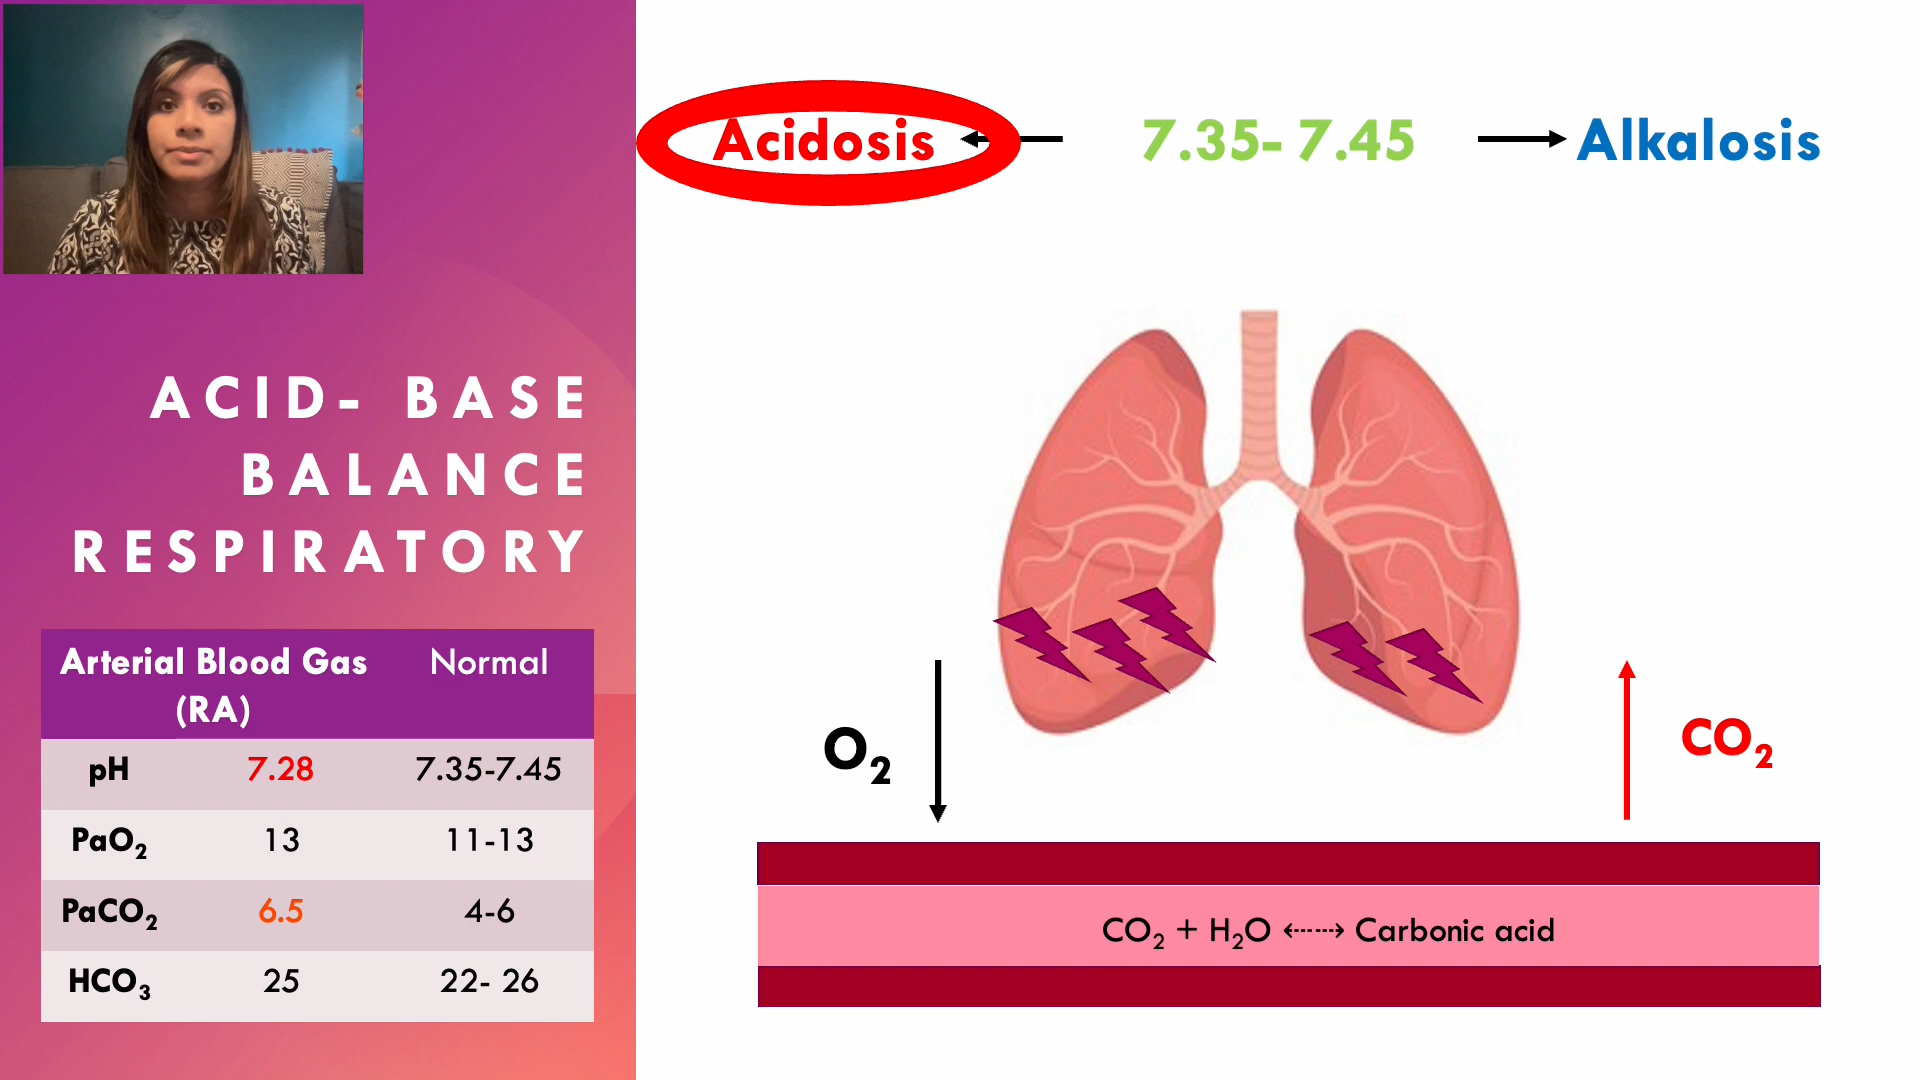 Acidosis 7.35- 7.45 Alkalosis
ACID- BASE
BALANCE
RESPIRATORY
Arterial Blood Gas Normal
(RA)
pH 7.28 7.35-7.45
PaO₂ 13 11-13
PaCO₂ 6.5 4-6
HCO₃ 25 22- 26
O₂
CO₂
CO₂ + H₂O ⇠⇢ Carbonic acid